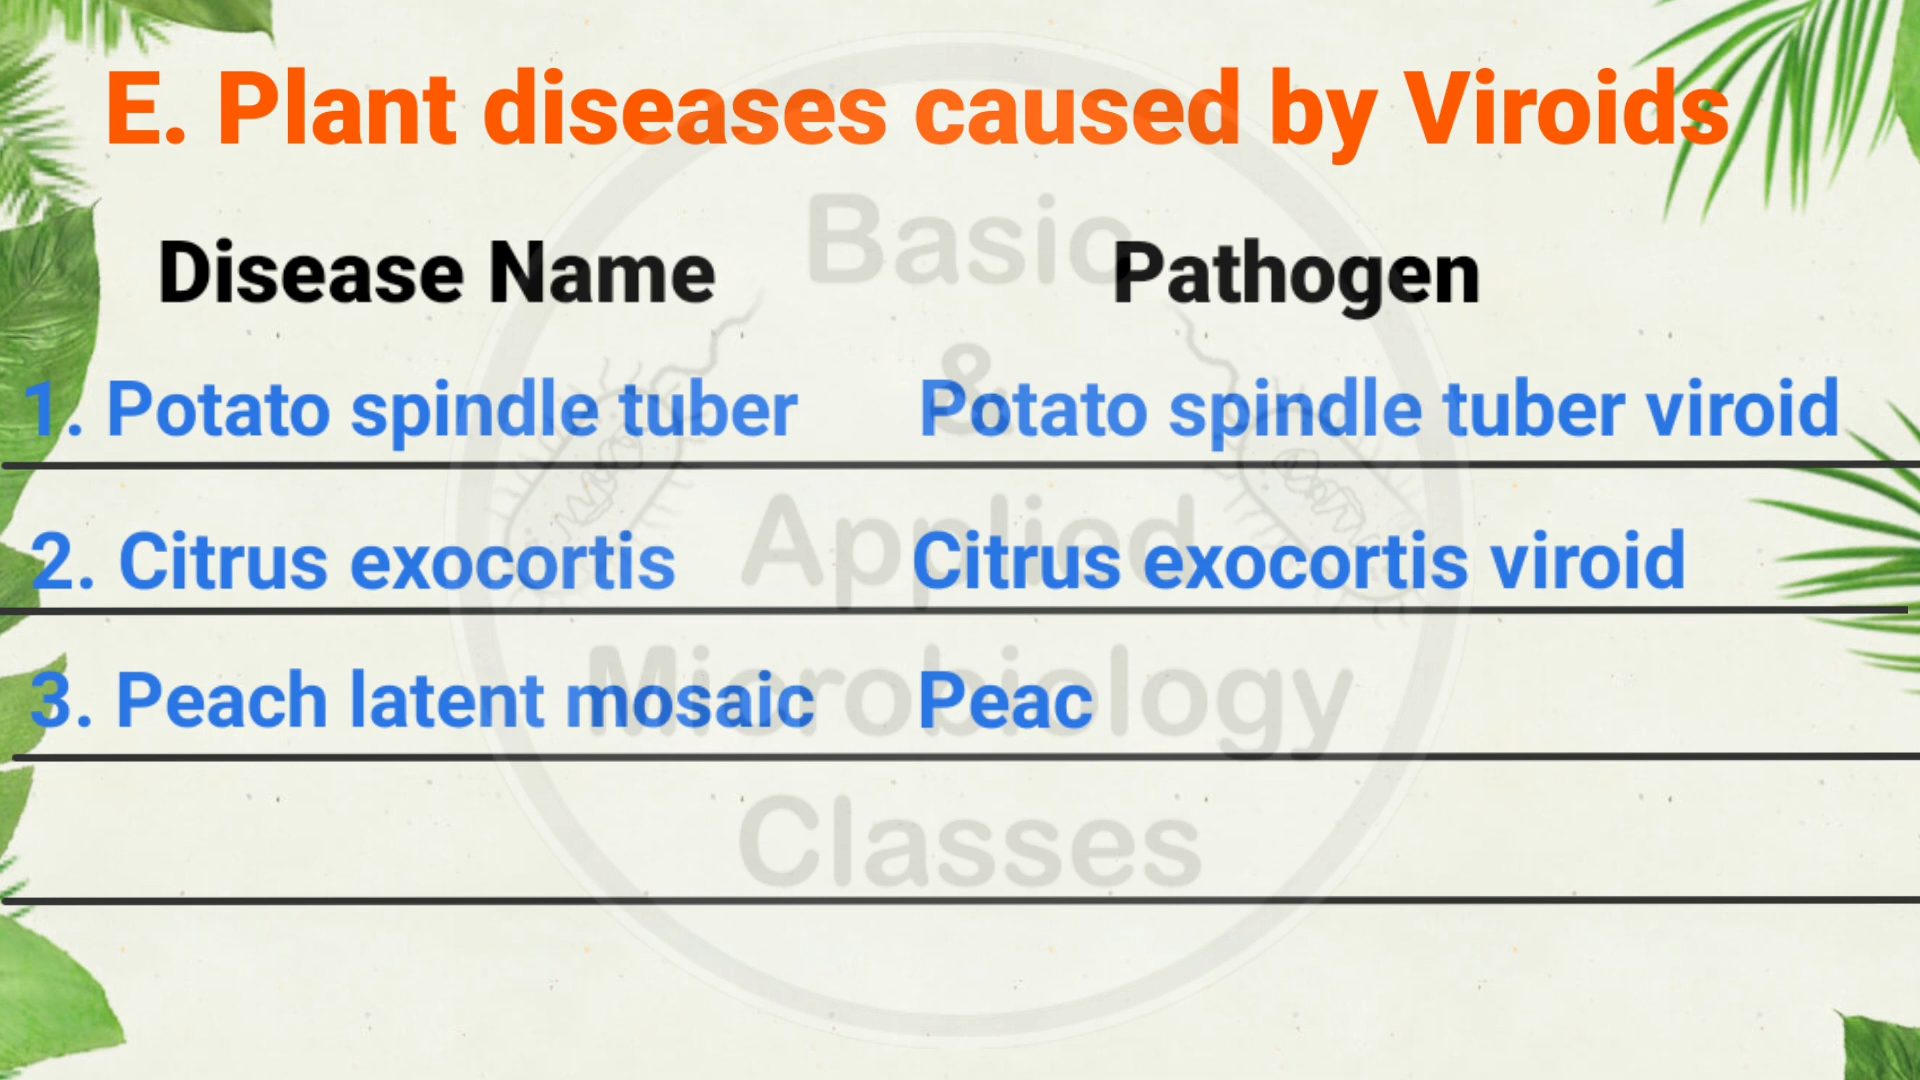 E. Plant diseases caused by Viroids
Disease Name Pathogen
1. Potato spindle tuber Potato spindle tuber viroid
2. Citrus exocortis Citrus exocortis viroid
3. Peach latent mosaic Peac
Basic
&
Applied
Microbiology
Classes